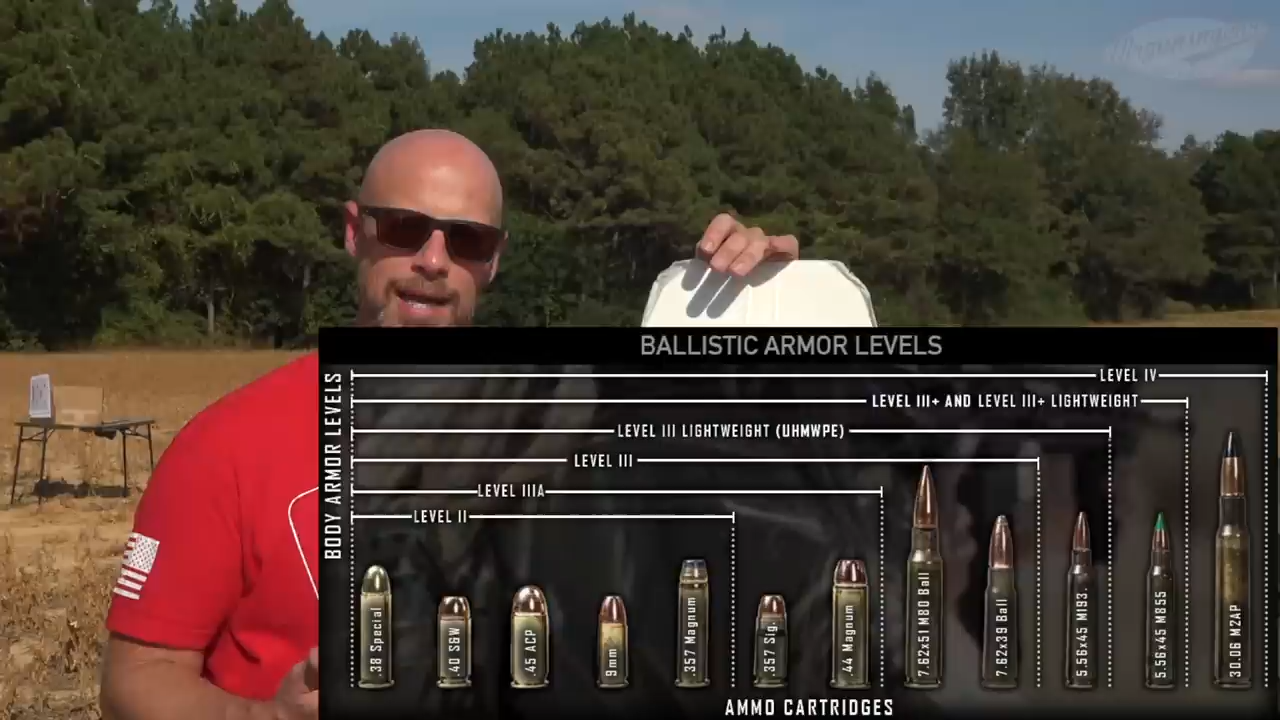 BALLISTIC ARMOR LEVELS
BODY ARMOR LEVELS
LEVEL IV
LEVEL III+ AND LEVEL III+ LIGHTWEIGHT
LEVEL III LIGHTWEIGHT (UHMWPE)
LEVEL III
LEVEL IIIA
LEVEL II
.38 Special
.40 S&W
.45 ACP
9mm
.357 Magnum
.357 Sig.
.44 Magnum
7.62x51 M80 Ball
7.62x39 Ball
5.56x45 M193.
5.56x45 M855
30.06 M2AP
AMMO CARTRIDGES